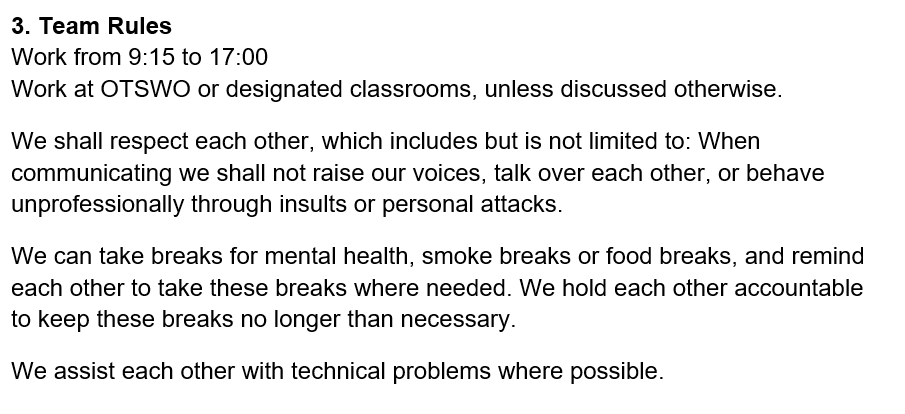 3. Team Rules
Work from 9:15 to 17:00
Work at OTSWO or designated classrooms, unless discussed otherwise.
We shall respect each other, which includes but is not limited to: When
communicating we shall not raise our voices, talk over each other, or behave
unprofessionally through insults or personal attacks.
We can take breaks for mental health, smoke breaks or food breaks, and remind
each other to take these breaks where needed. We hold each other accountable
to keep these breaks no longer than necessary.
We assist each other with technical problems where possible.